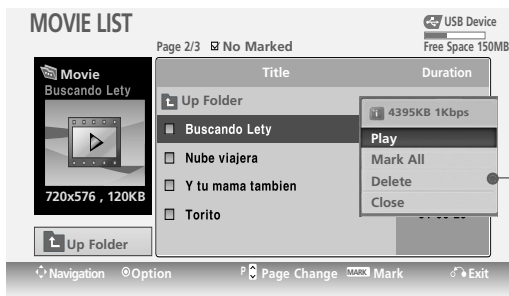 MOVIE LIST
USB Device
Page 2/3 No Marked
Free Space 150MB
Movie
Buscando Lety
720x576 , 120KB
Up Folder
Title Duration
Up Folder
Buscando Lety
Nube viajera
Y tu mama tambien
Torito
4395KB 1Kbps
Play
Mark All
Delete
Close
Navigation Option P Page Change MARK Mark Exit